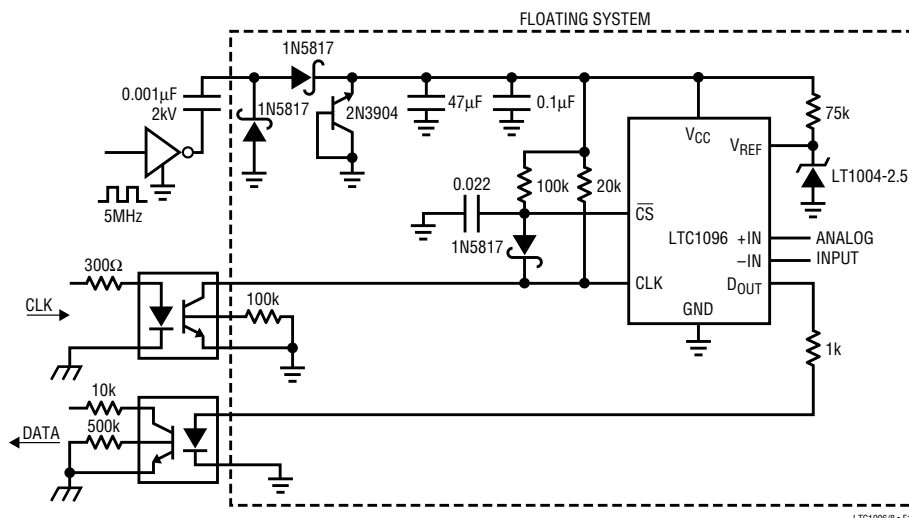 FLOATING SYSTEM
1N5817
0.001µF
2kV
1N5817
2N3904
47µF
0.1µF
75k
VCC
VREF
LT1004-2.5
5MHz
100k
20k
0.022
CS
1N5817
LTC1096
+IN
ANALOG
–IN
INPUT
300Ω
CLK
DOUT
CLK
100k
GND
1k
10k
DATA
500k